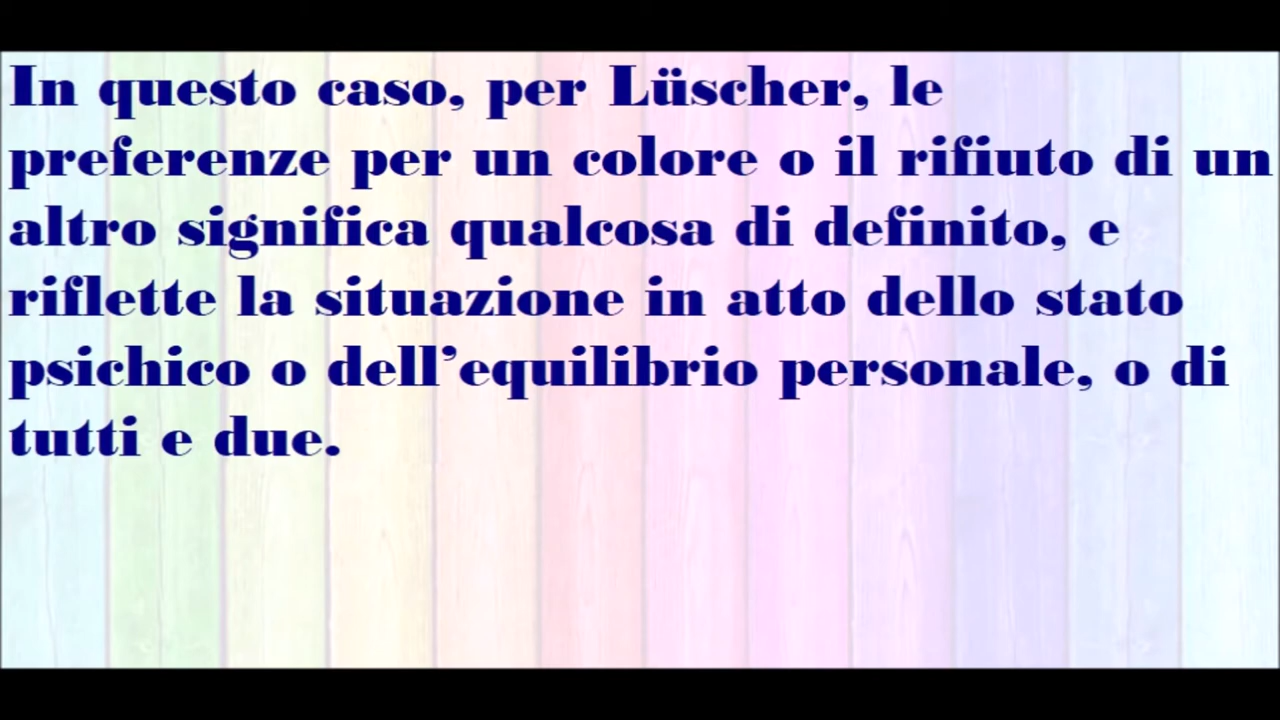 In questo caso, per Lüscher, le
preferenze per un colore o il rifiuto di un
altro significa qualcosa di definito, e
riflette la situazione in atto dello stato
psichico o dell’equilibrio personale, o di
tutti e due.